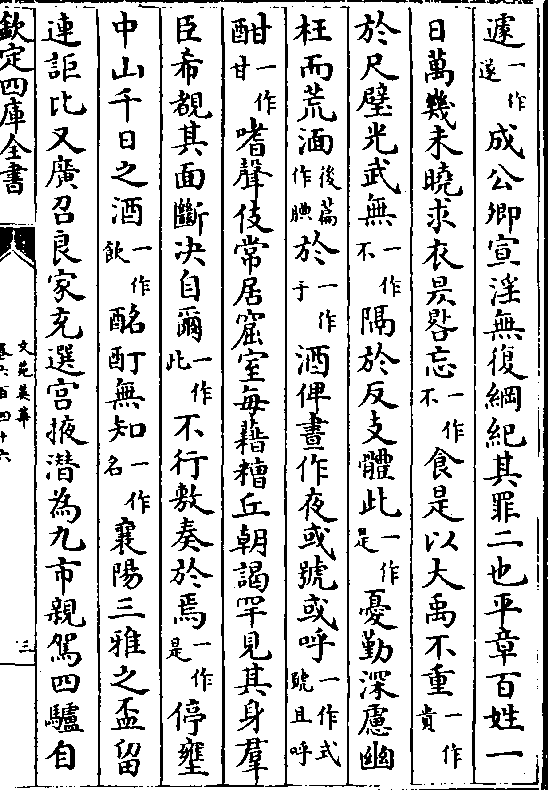 遽一作遂成公卿宣淫無復綱紀其罪二也平章百姓一
日萬幾未曉求衣昃晷忘一作不食是以大禹不重一作貴
於尺璧光武無一作不隔於反支體此一作是憂勤深慮幽
枉而荒湎後篇作腆於一作于酒俾晝作夜或號或呼一作式號且呼
酣一作甘嗜聲伎常居窟室每藉糟丘朝謁罕見其身羣
臣希覩其面斷決自爾一作此不行敷奏於焉一作是停壅
中山千日之酒一作飲酩酊無知一作名襄陽三雅之盃留
連詎比又廣召良家充選宮掖潛為九市親駕四驢自
欽定四庫全書
文苑英華
卷六百四十六
三